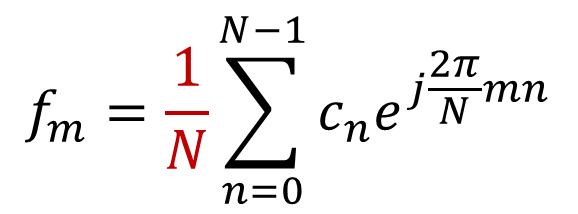 f_m = \frac{1}{N} \sum_{n=0}^{N-1} c_n e^{j\frac{2\pi}{N}mn}